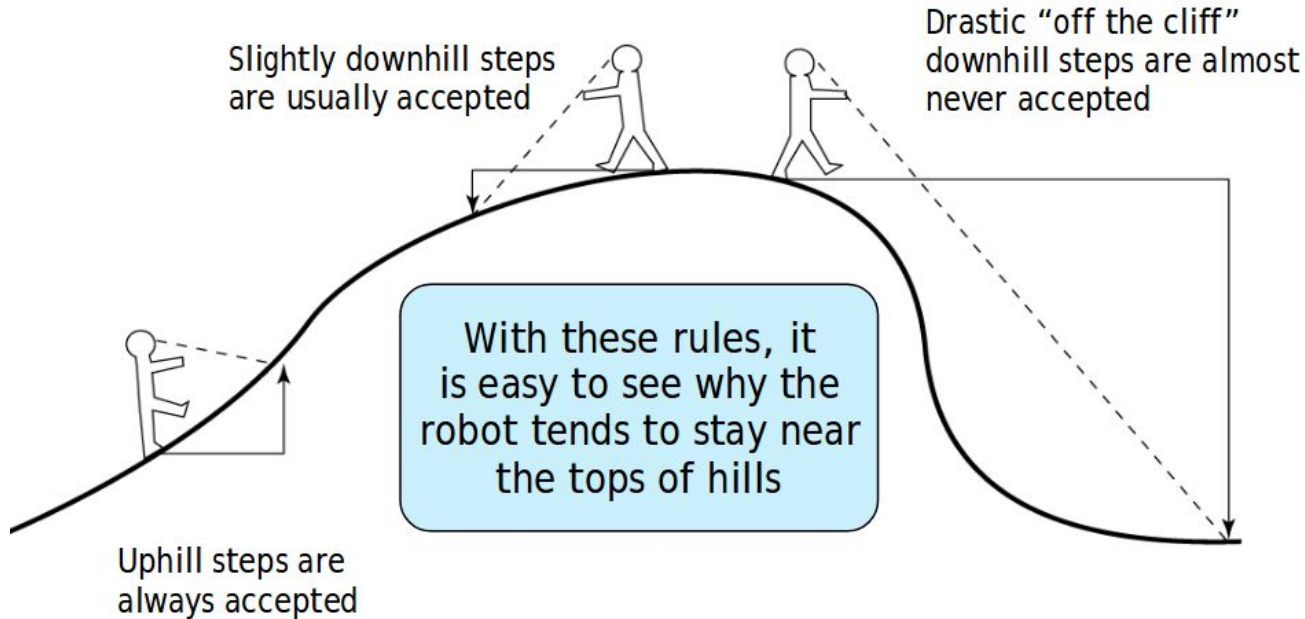 Slightly downhill steps
are usually accepted
Drastic “off the cliff”
downhill steps are almost
never accepted
With these rules, it
is easy to see why the
robot tends to stay near
the tops of hills
Uphill steps are
always accepted